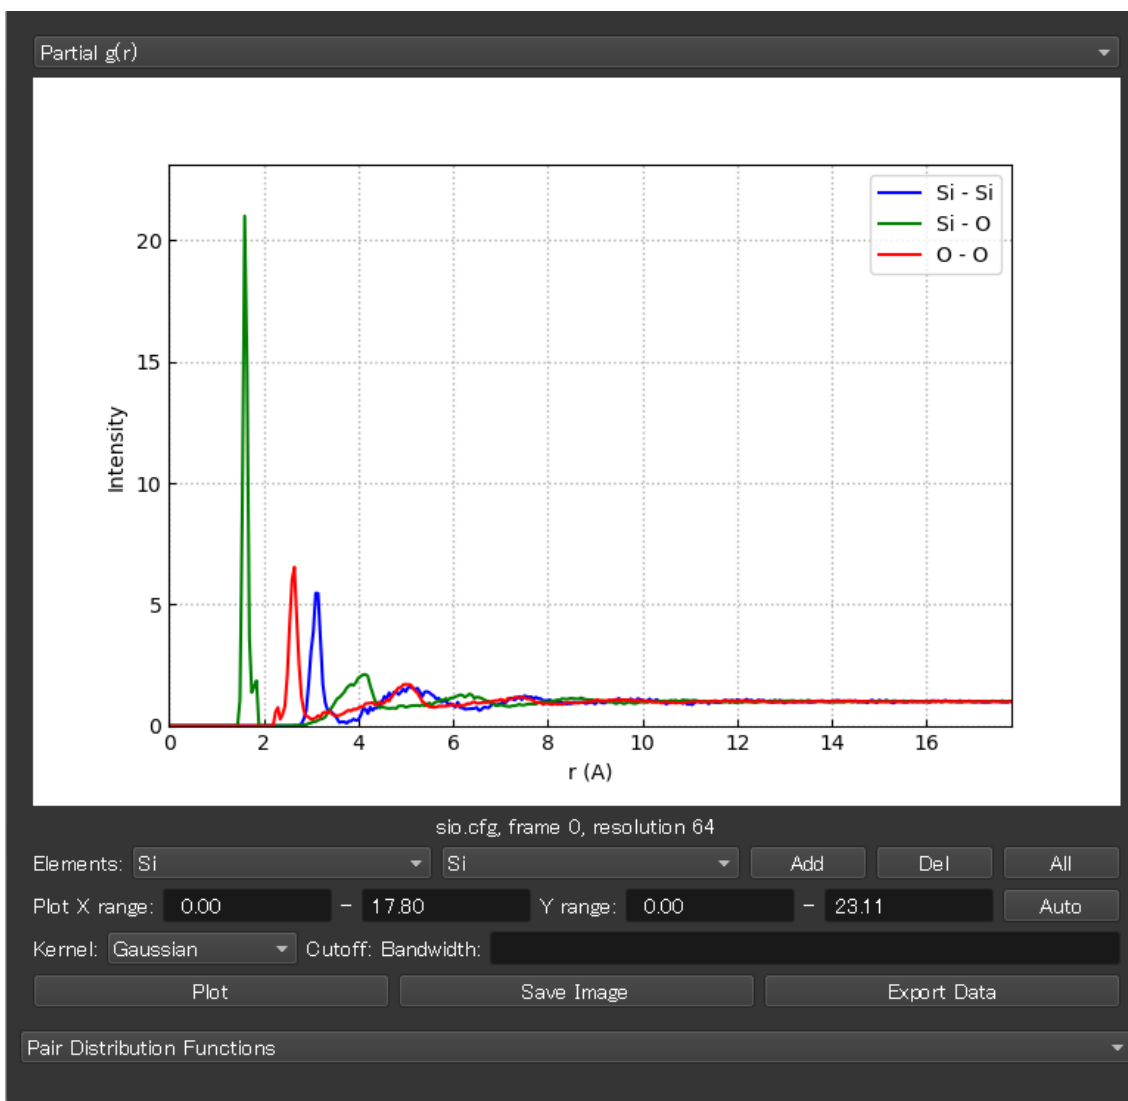 Partial g(r)
Si - Si
Si - O
O - O
20
15
10
5
0
Intensity
0 2 4 6 8 10 12 14 16
r (A)
sio.cfg, frame 0, resolution 64
Elements: Si Si Add Del All
Plot X range: 0.00 - 17.80 Y range: 0.00 - 23.11 Auto
Kernel: Gaussian Cutoff: Bandwidth:
Plot Save Image Export Data
Pair Distribution Functions